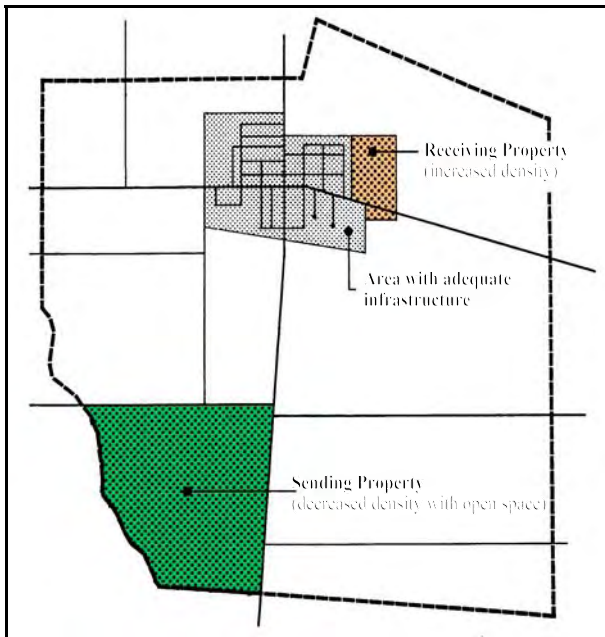 Receiving Property
(increased density)
Area with adequate
infrastructure
Sending Property
(decreased density with open space)